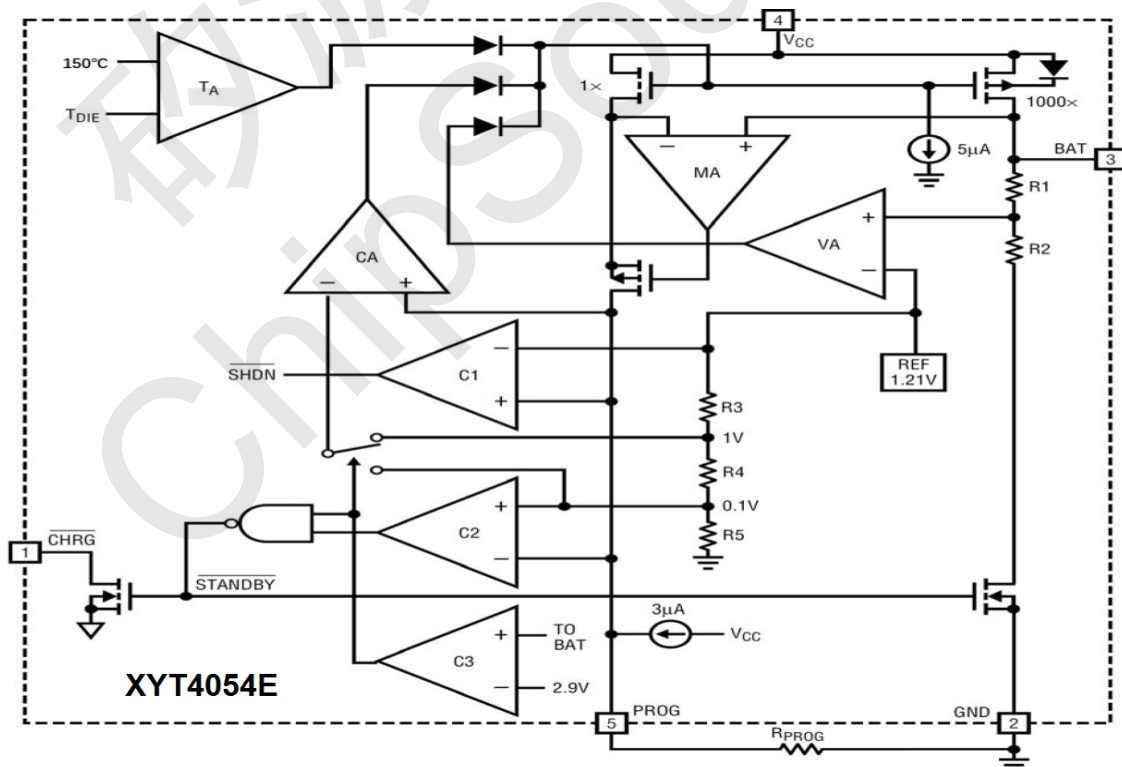 4
VCC
150℃
TA
TDIE
1×
1000×
5μA
BAT
3
MA
R1
VA
R2
CA
REF
1.21V
SHDN
C1
R3
1V
R4
0.1V
C2
R5
CHRG
1
STANDBY
3μA
VCC
TO
BAT
C3
2.9V
XYT4054E
5
PROG
GND
2
RPROG
+
−
+
−
+
−
+
−
+
−
+
−
ChipSou